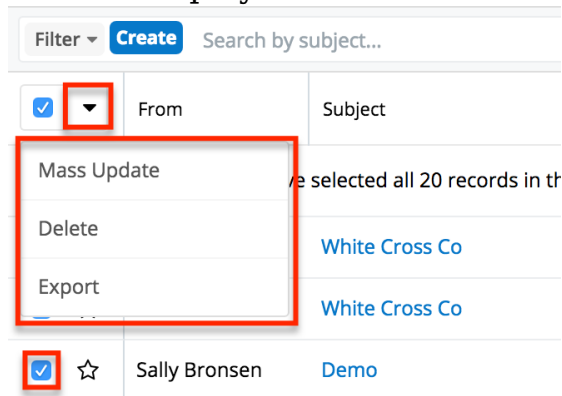 Filter Create Search by subject...
From Subject
Mass Update
selected all 20 records in
Delete
White Cross Co
Export
White Cross Co
Sally Bronsen Demo